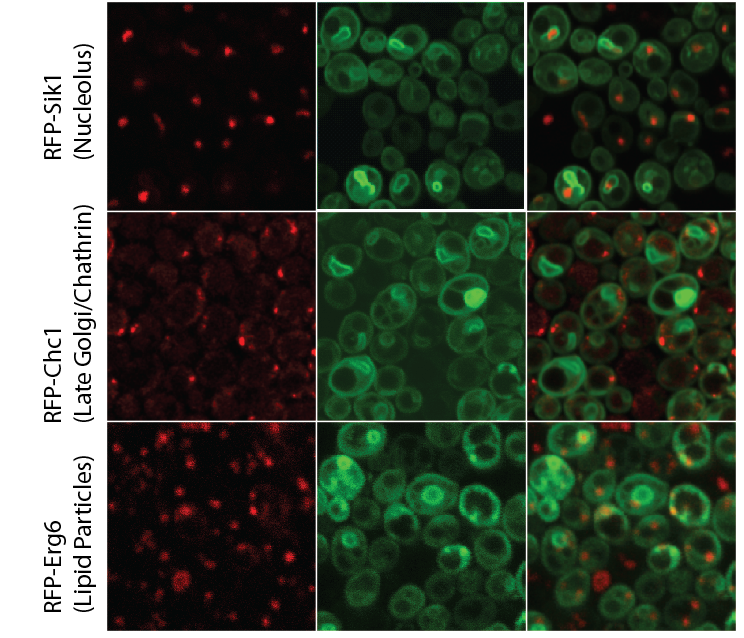 RFP-Sik1
(Nucleolus)
RFP-Chc1
(Late Golgi/Chathrin)
RFP-Erg6
(Lipid Particles)